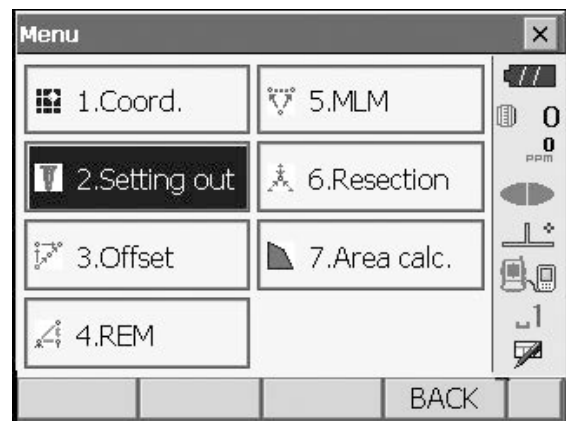 Menu
1.Coord.
5.MLM
2.Setting out
6.Resection
3.Offset
7.Area calc.
4.REM
0
0
PPM
1
BACK